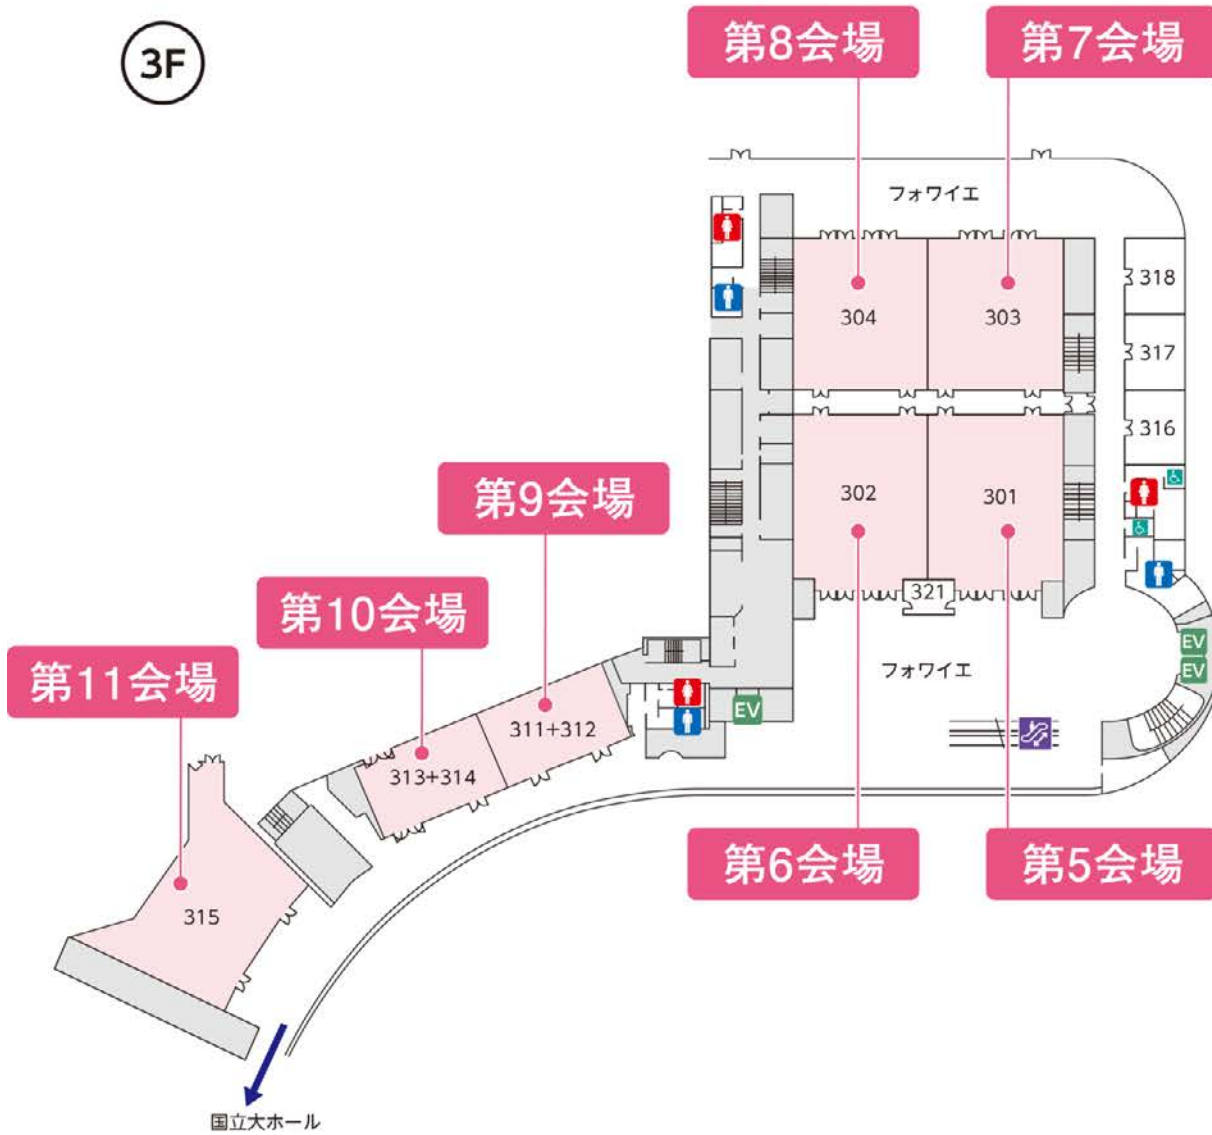 3F
第8会場
第7会場
フォワイエ
304
303
318
317
316
302
301
321
フォワイエ
EV
EV
EV
第9会場
311+312
第10会場
313+314
第11会場
315
第6会場
第5会場
国立大ホール